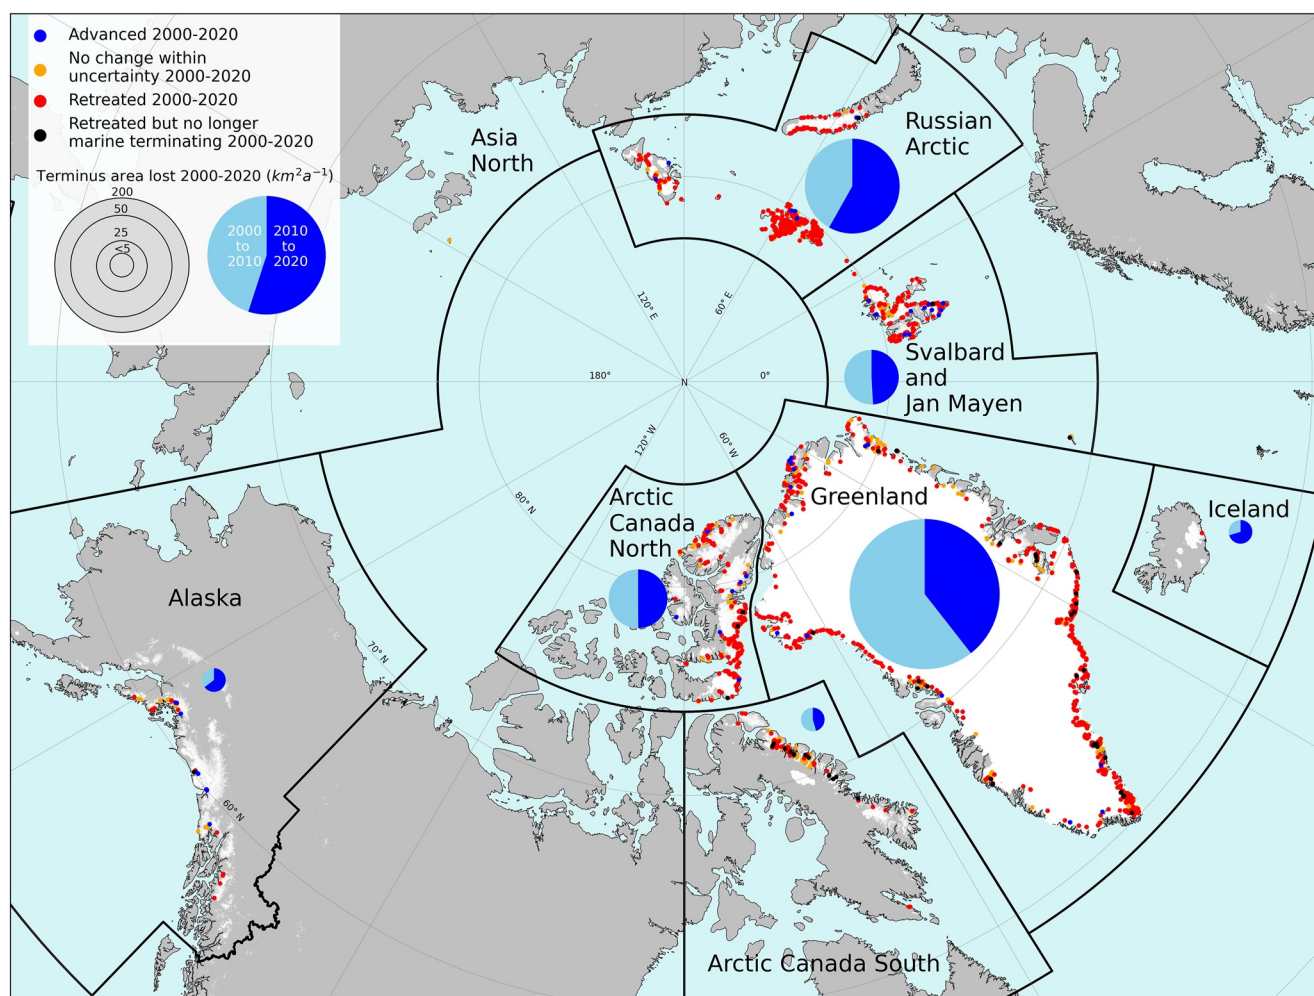 Advanced 2000-2020
No change within
uncertainty 2000-2020
Retreated 2000-2020
Retreated but no longer
marine terminating 2000-2020
Terminus area lost 2000-2020 (km²a⁻¹)
200
50
25
<5
2000
to
2010
2010
to
2020
Asia
North
Russian
Arctic
120° E
60° E
180°
N
0°
120° W
60° W
Svalbard
and
Jan Mayen
80° N
Arctic
Canada
North
Greenland
Iceland
Alaska
70° N
60° N
Arctic Canada South